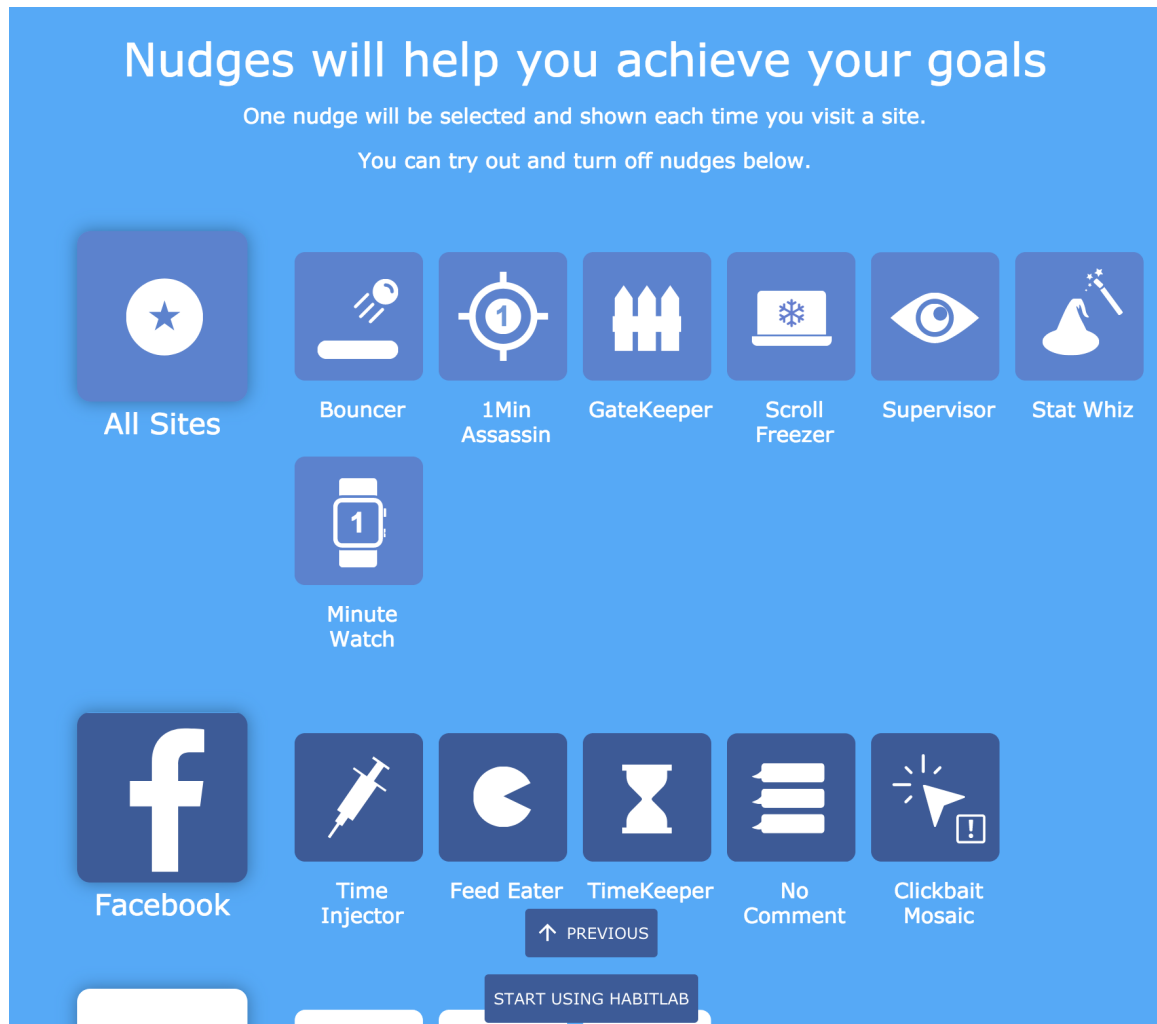 Nudges will help you achieve your goals
One nudge will be selected and shown each time you visit a site.
You can try out and turn off nudges below.
All Sites
Bouncer
1
1Min
Assassin
GateKeeper
Scroll
Freezer
Supervisor
Stat Whiz
1
Minute
Watch
f
Facebook
Time
Injector
Feed Eater
TimeKeeper
No
Comment
!
Clickbait
Mosaic
PREVIOUS
START USING HABITLAB